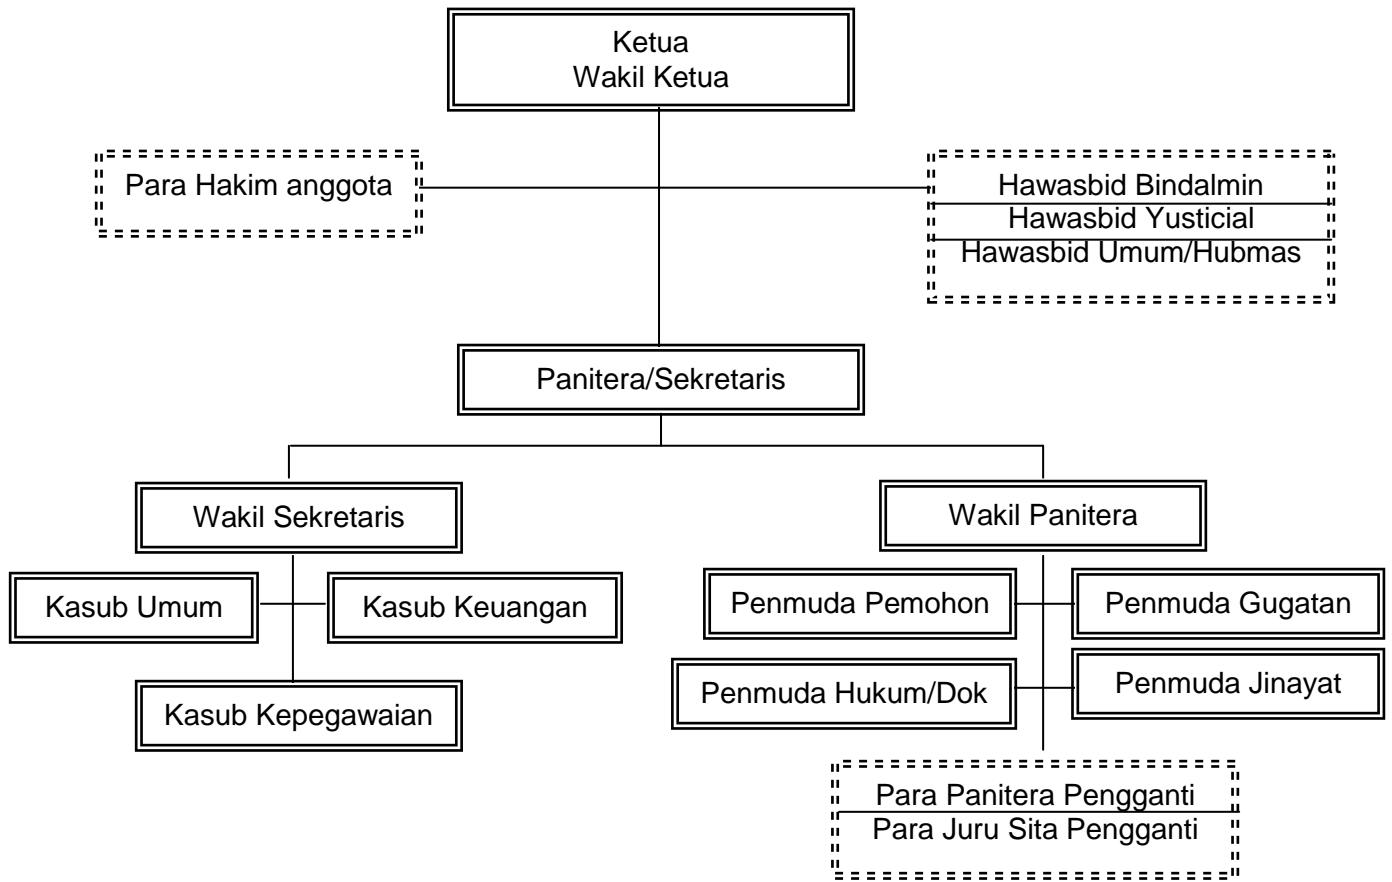 Ketua
Wakil Ketua
Para Hakim anggota
Hawasbid Bindalmin
Hawasbid Yusticial
Hawasbid Umum/Hubmas
Panitera/Sekretaris
Wakil Sekretaris
Wakil Panitera
Kasub Umum
Kasub Keuangan
Penmuda Pemohon
Penmuda Gugatan
Kasub Kepegawaian
Penmuda Hukum/Dok
Penmuda Jinayat
Para Panitera Pengganti
Para Juru Sita Pengganti